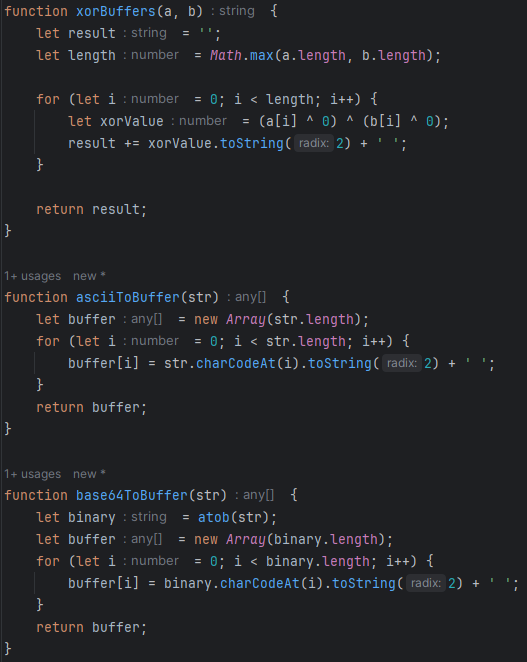 function xorBuffers(a, b) : string {
    let result : string = '';
    let length : number = Math.max(a.length, b.length);

    for (let i : number = 0; i < length; i++) {
        let xorValue : number = (a[i] ^ 0) ^ (b[i] ^ 0);
        result += xorValue.toString( radix: 2) + ' ';
    }

    return result;
}

1+ usages new *
function asciiToBuffer(str) : any[] {
    let buffer : any[] = new Array(str.length);
    for (let i : number = 0; i < str.length; i++) {
        buffer[i] = str.charCodeAt(i).toString( radix: 2) + ' ';
    }
    return buffer;
}

1+ usages new *
function base64ToBuffer(str) : any[] {
    let binary : string = atob(str);
    let buffer : any[] = new Array(binary.length);
    for (let i : number = 0; i < binary.length; i++) {
        buffer[i] = binary.charCodeAt(i).toString( radix: 2) + ' ';
    }
    return buffer;
}